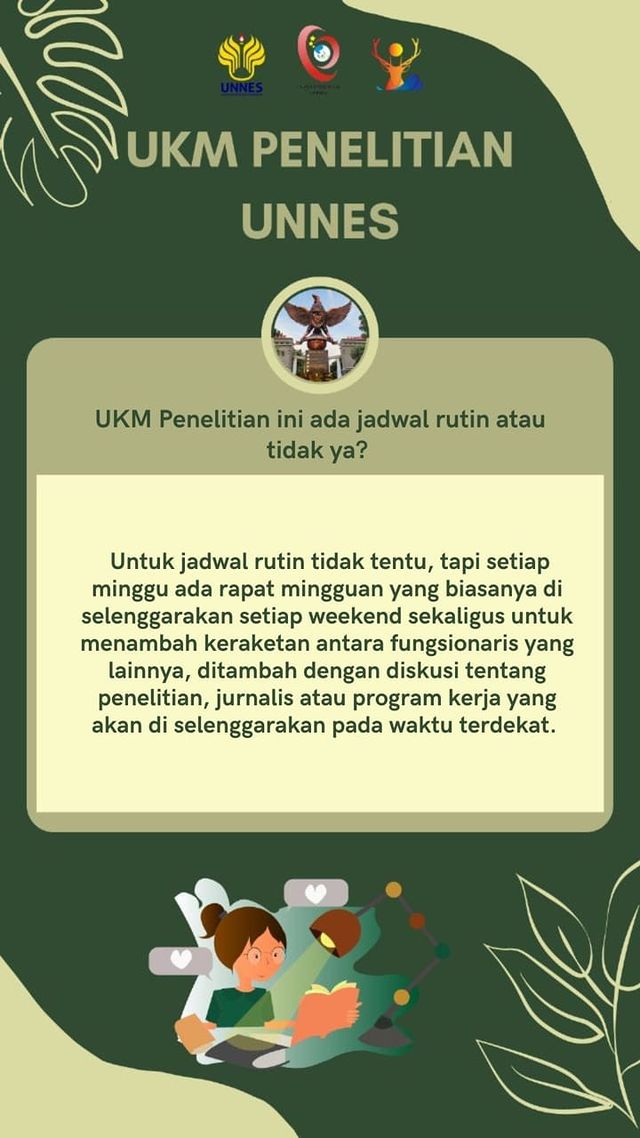 UNNES
UKM PENELITIAN
UNNES
UKM Penelitian ini ada jadwal rutin atau
tidak ya?
Untuk jadwal rutin tidak tentu, tapi setiap
minggu ada rapat mingguan yang biasanya di
selenggarakan setiap weekend sekaligus untuk
menambah keraketan antara fungsionaris yang
lainnya, ditambah dengan diskusi tentang
penelitian, jurnalis atau program kerja yang
akan di selenggarakan pada waktu terdekat.